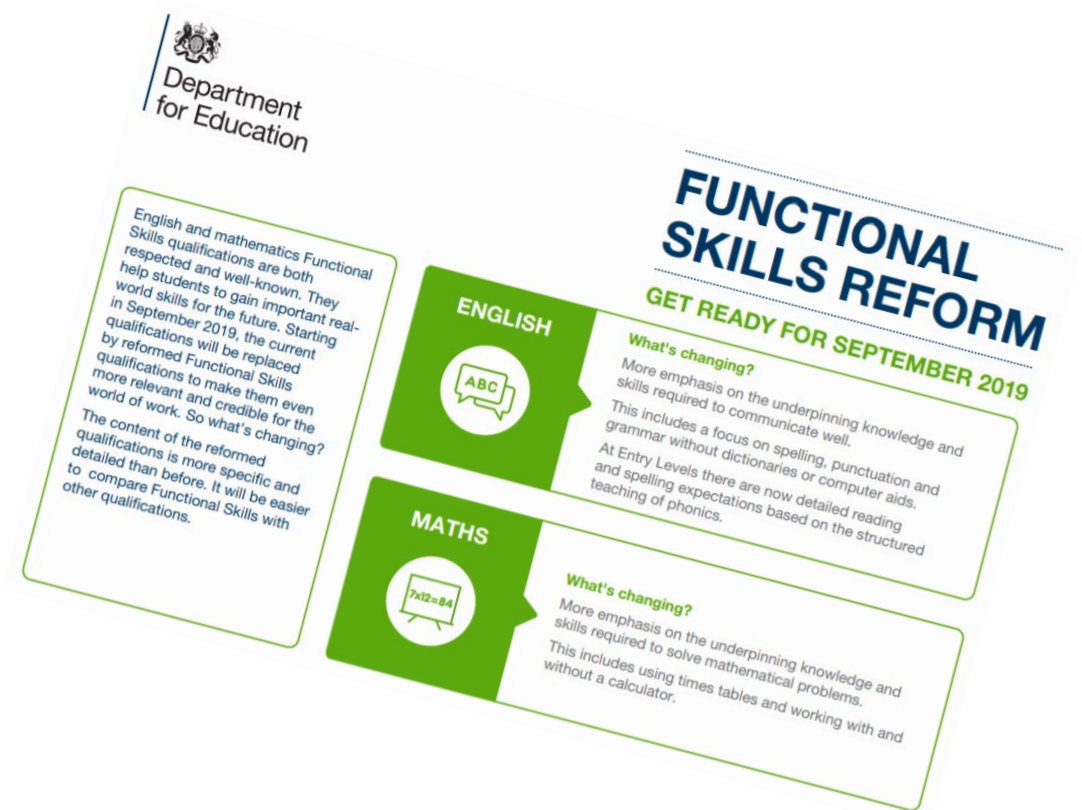 Department
for Education
FUNCTIONAL
SKILLS REFORM
GET READY FOR SEPTEMBER 2019
English and mathematics Functional
Skills qualifications are both
respected and well-known. They
help students to gain important real-
world skills for the future. Starting
in September 2019, the current
qualifications will be replaced
by reformed Functional Skills
qualifications to make them even
more relevant and credible for the
world of work. So what's changing?
The content of the reformed
qualifications is more specific and
detailed than before. It will be easier
to compare Functional Skills with
other qualifications.
ENGLISH
ABC
What's changing?
More emphasis on the underpinning knowledge and
skills required to communicate well.
This includes a focus on spelling, punctuation and
grammar without dictionaries or computer aids.
At Entry Levels there are now detailed reading
and spelling expectations based on the structured
teaching of phonics.
MATHS
7x12=84
What's changing?
More emphasis on the underpinning knowledge and
skills required to solve mathematical problems.
This includes using times tables and working with and
without a calculator.